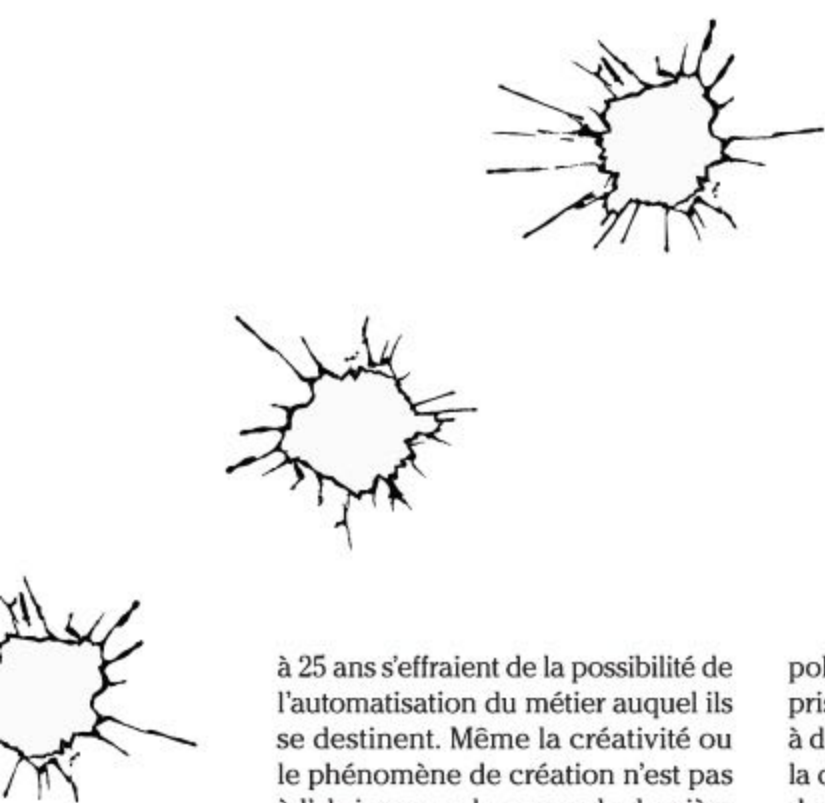 à 25 ans s'effraient de la possibilité de
l'automatisation du métier auquel ils
se destinent. Même la créativité ou
le phénomène de création n'est pas
à d
la